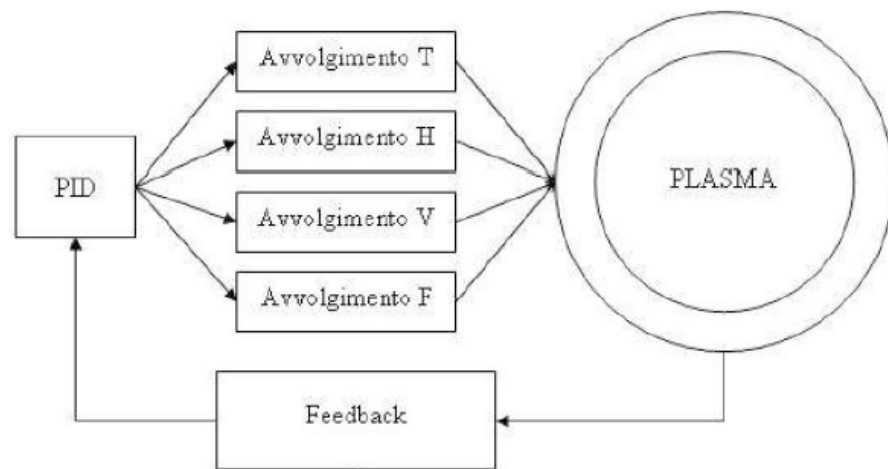 Avvolgimento T
Avvolgimento H
PID
PLASMA
Avvolgimento V
Avvolgimento F
Feedback